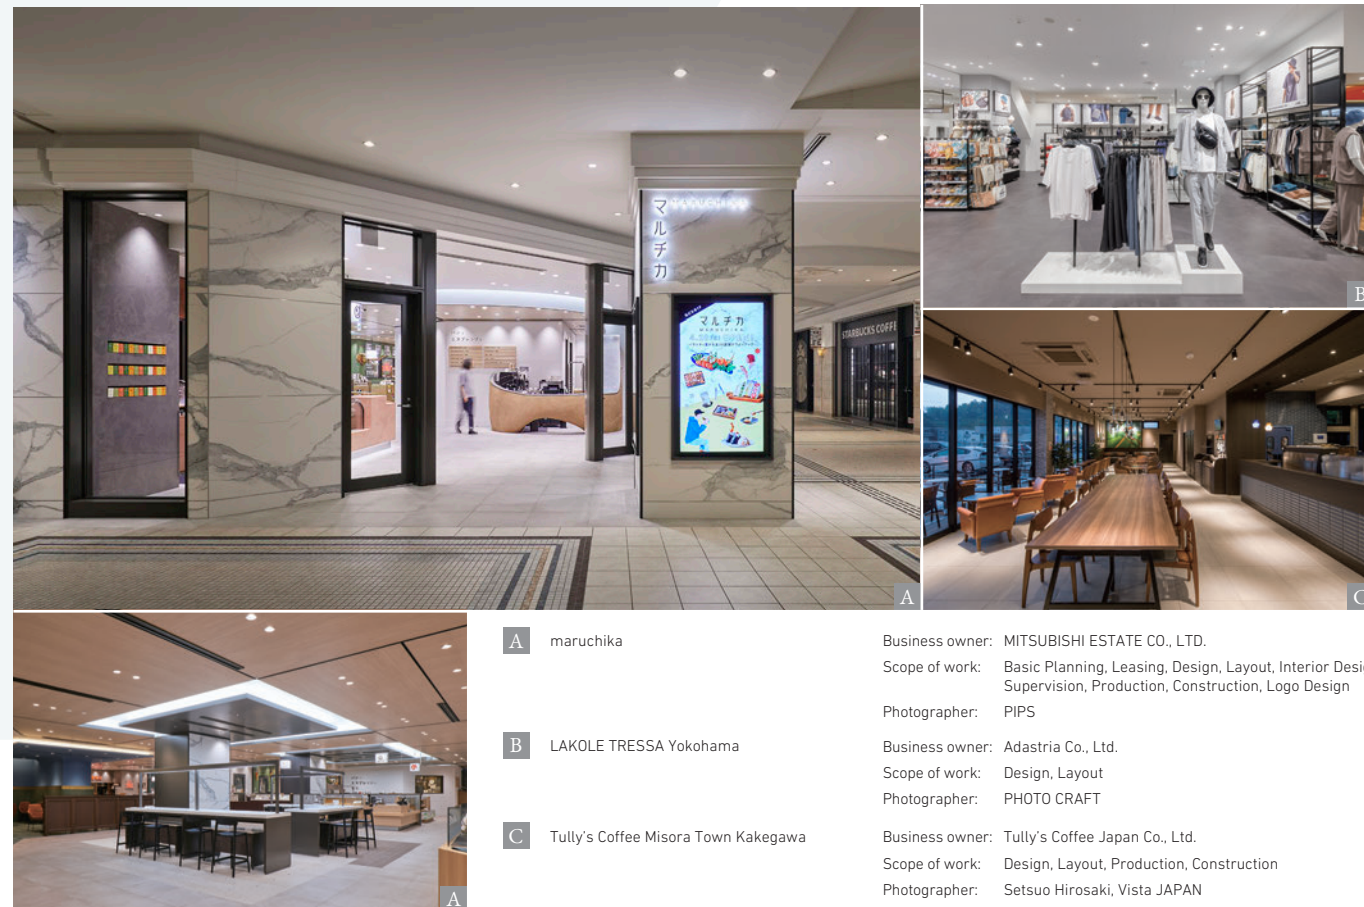 マルチカ
MARUCHIKA
マルチカ
MARUCHIKA
STARBUCKS COFFE
A
B
C
A
A maruchika
Business owner: MITSUBISHI ESTATE CO., LTD.
Scope of work: Basic Planning, Leasing, Design, Layout, Interior Desi
Supervision, Production, Construction, Logo Design
Photographer: PIPS
B LAKOLE TRESSA Yokohama
Business owner: Adastria Co., Ltd.
Scope of work: Design, Layout
Photographer: PHOTO CRAFT
C Tully’s Coffee Misora Town Kakegawa
Business owner: Tully’s Coffee Japan Co., Ltd.
Scope of work: Design, Layout, Production, Construction
Photographer: Setsuo Hirosaki, Vista JAPAN